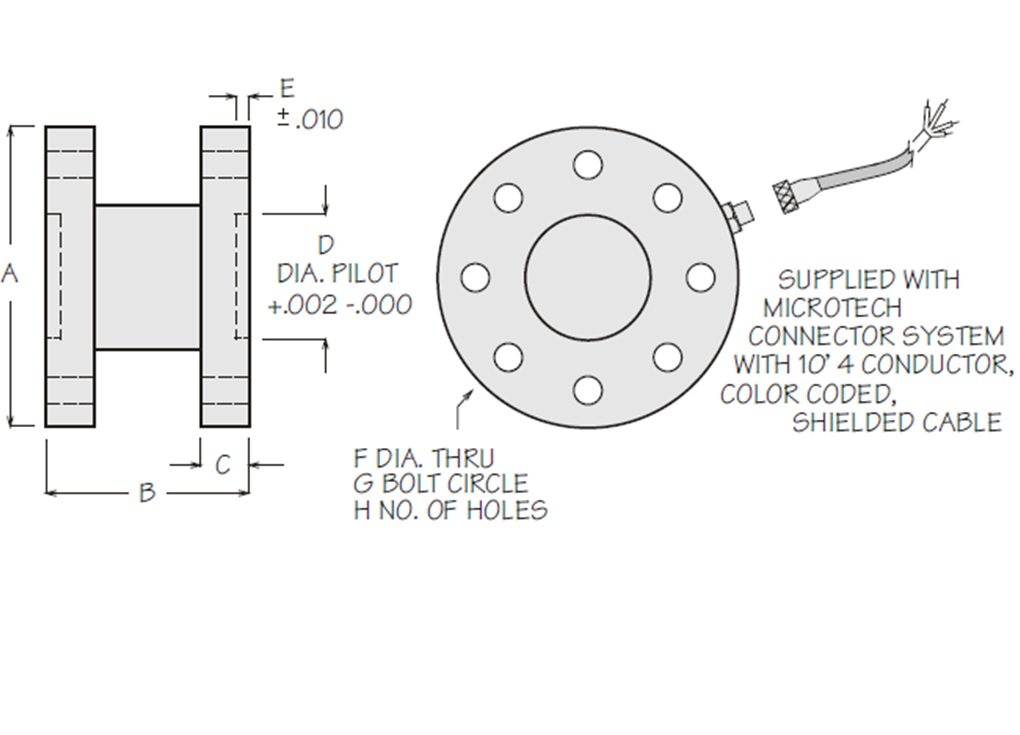 E
± .010
A
D
DIA. PILOT
+.002 -.000
C
B
F DIA. THRU
G BOLT CIRCLE
H NO. OF HOLES
SUPPLIED WITH
MICROTECH
CONNECTOR SYSTEM
WITH 10' 4 CONDUCTOR,
COLOR CODED,
SHIELDED CABLE